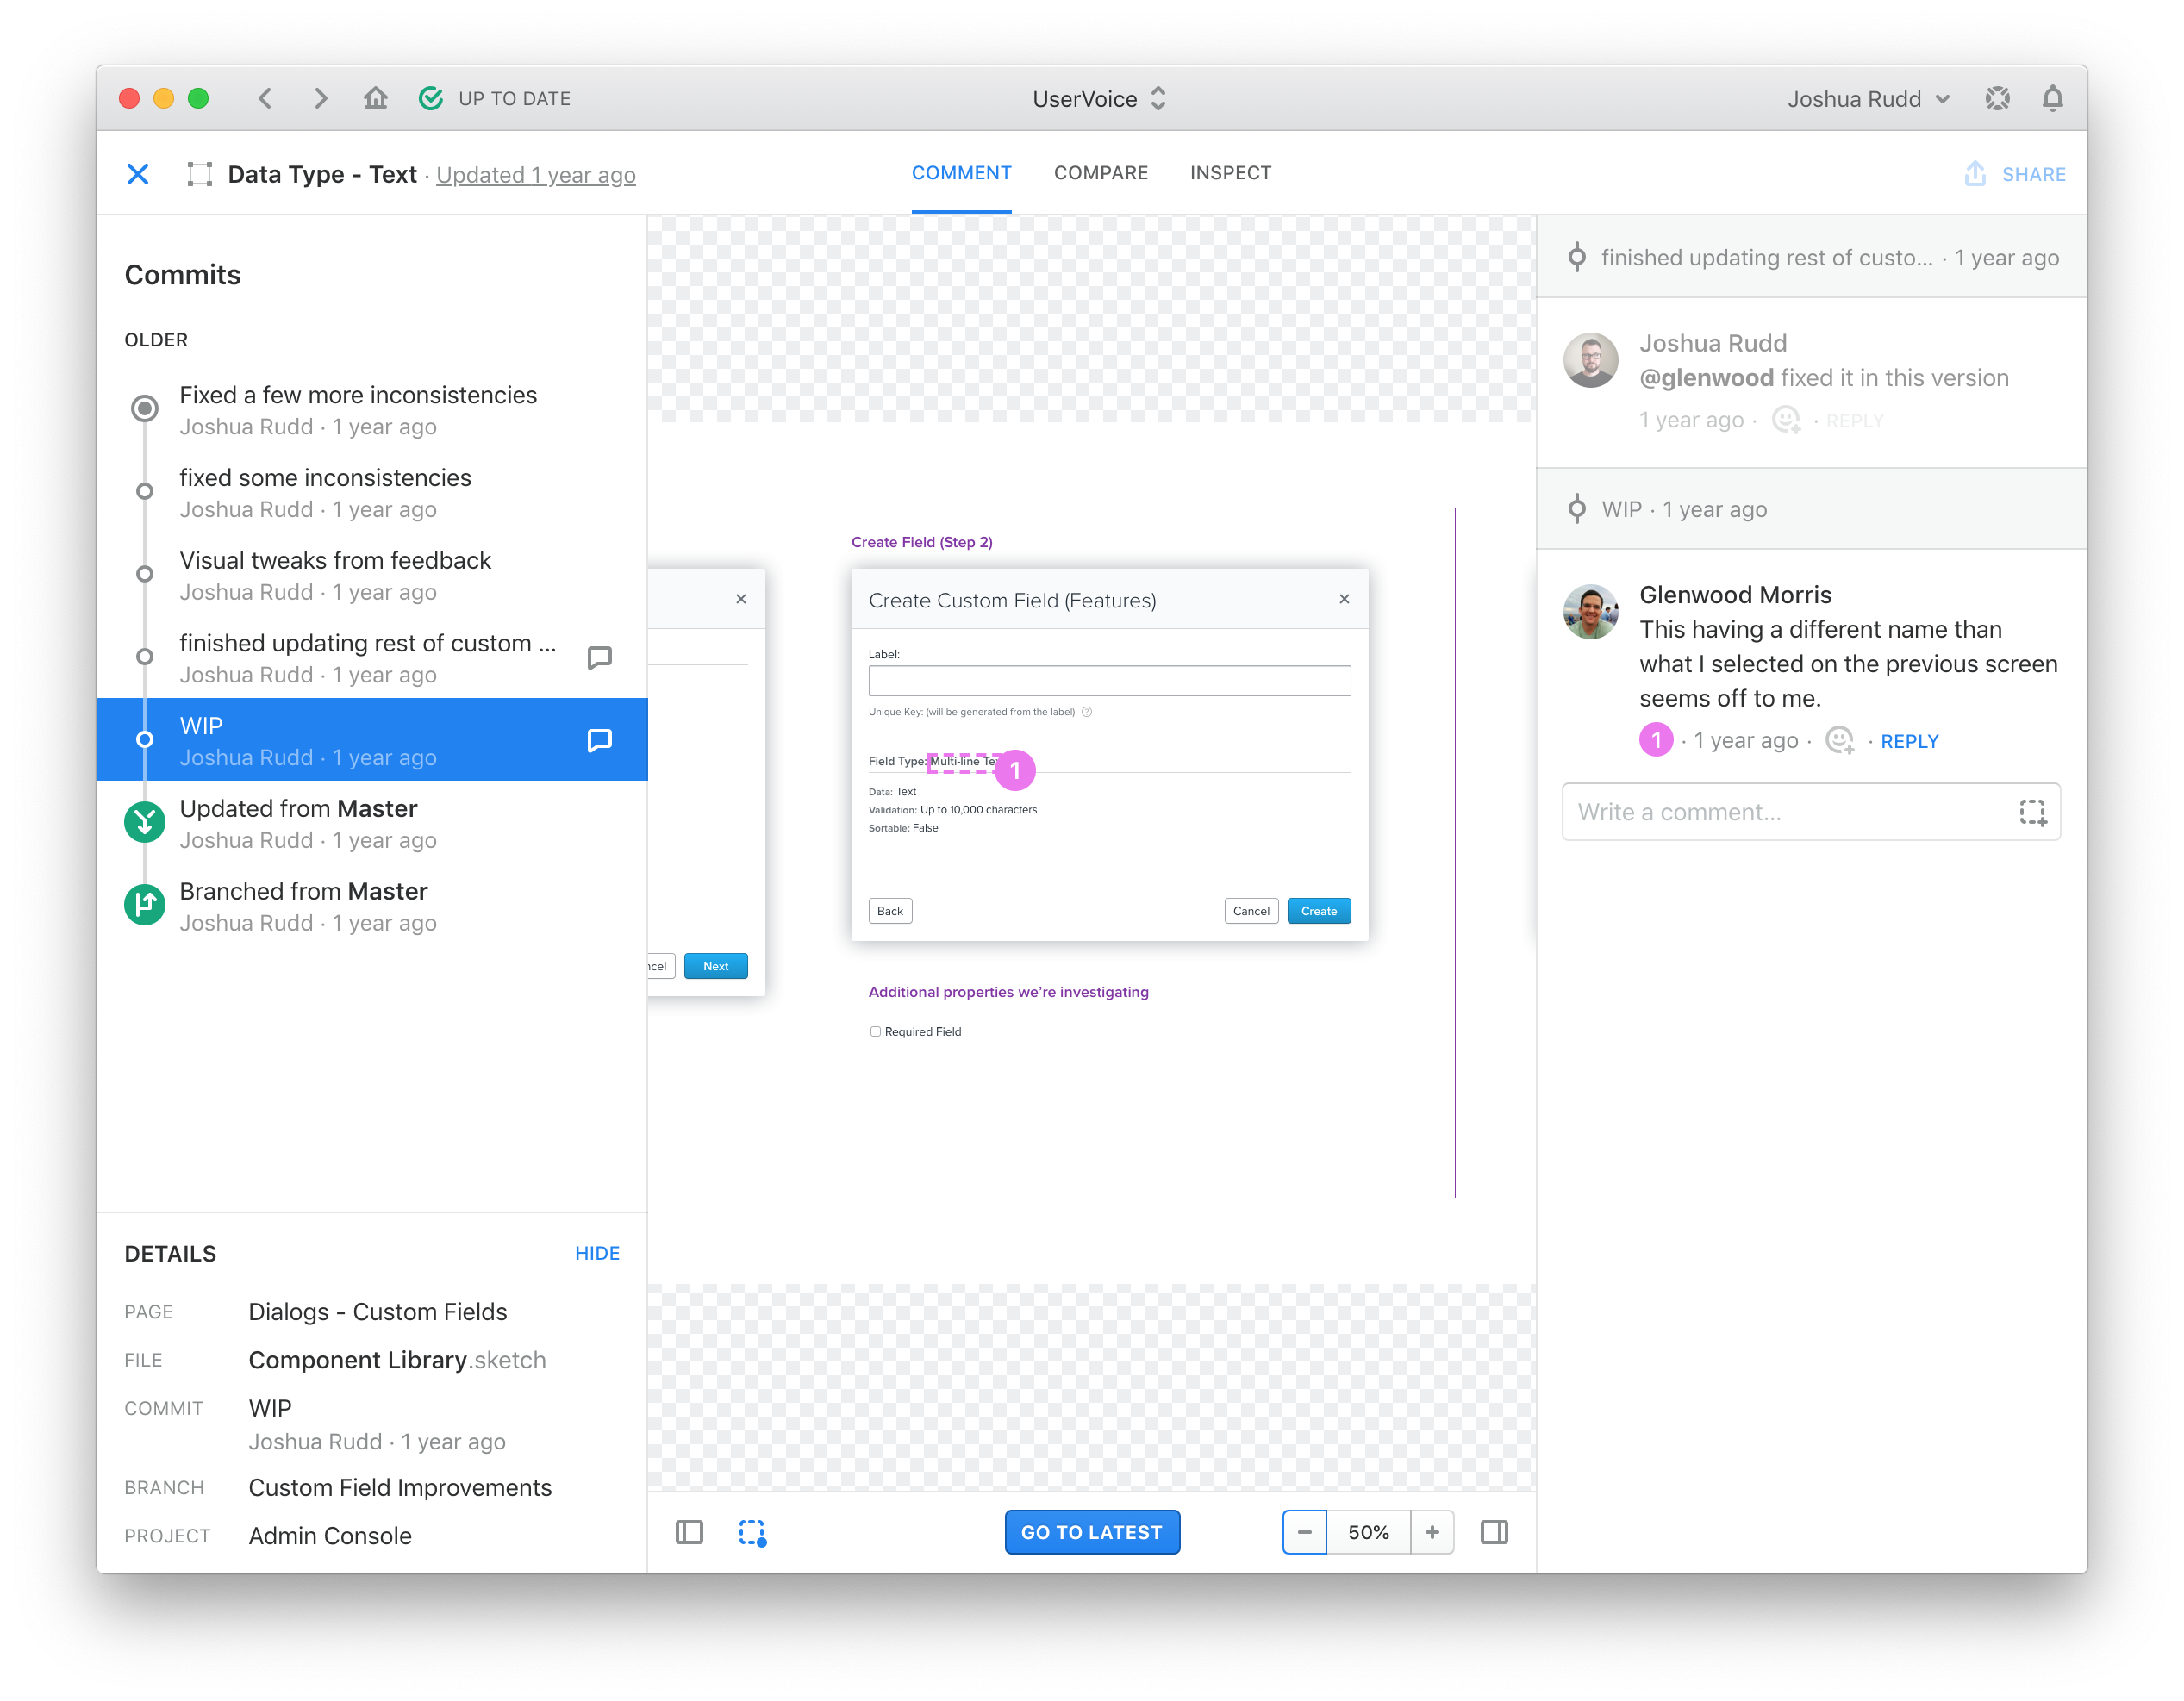 UP TO DATE
UserVoice
Joshua Rudd
Data Type - Text · Updated 1 year ago
COMMENT
COMPARE
INSPECT
SHARE
Commits
OLDER
Fixed a few more inconsistencies
Joshua Rudd · 1 year ago
fixed some inconsistencies
Joshua Rudd · 1 year ago
Visual tweaks from feedback
Joshua Rudd · 1 year ago
finished updating rest of custom ...
Joshua Rudd · 1 year ago
WIP
Joshua Rudd · 1 year ago
Updated from Master
Joshua Rudd · 1 year ago
Branched from Master
Joshua Rudd · 1 year ago
DETAILS
HIDE
PAGE Dialogs - Custom Fields
FILE Component Library.sketch
COMMIT WIP
Joshua Rudd · 1 year ago
BRANCH Custom Field Improvements
PROJECT Admin Console
Next
Create Field (Step 2)
Create Custom Field (Features)
Label:
Unique Key: (will be generated from the label)
Field Type: Multi-line
1
Data: Text
Validation: Up to 10,000 characters
Sortable: False
Back
Cancel
Create
Additional properties we're investigating
Required Field
GO TO LATEST
50%
finished updating rest of custo... · 1 year ago
Joshua Rudd
@glenwood fixed it in this version
1 year ago · · REPLY
WIP · 1 year ago
Glenwood Morris
This having a different name than
what I selected on the previous screen
seems off to me.
1 · 1 year ago · · REPLY
Write a comment...